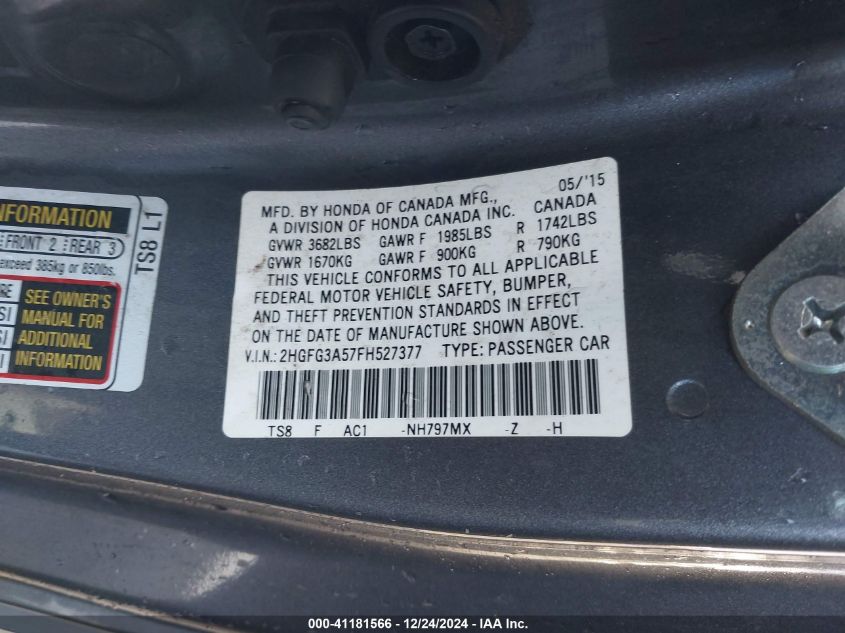 NFORMATION
FRONT 2 REAR 3
exceed 385kg or 850lbs.
RE
SI
SI
I
SEE OWNER'S
MANUAL FOR
ADDITIONAL
INFORMATION
TS8 L1
MFD. BY HONDA OF CANADA MFG., 05/'15
A DIVISION OF HONDA CANADA INC. CANADA
GVWR 3682LBS GAWR F 1985LBS R 1742LBS
GVWR 1670KG GAWR F 900KG R 790KG
THIS VEHICLE CONFORMS TO ALL APPLICABLE
FEDERAL MOTOR VEHICLE SAFETY, BUMPER,
AND THEFT PREVENTION STANDARDS IN EFFECT
ON THE DATE OF MANUFACTURE SHOWN ABOVE.
V.I.N.: 2HGFG3A57FH527377 TYPE: PASSENGER CAR
TS8 F AC1 -NH797MX -Z -H
000-41181566 - 12/24/2024 - IAA Inc.